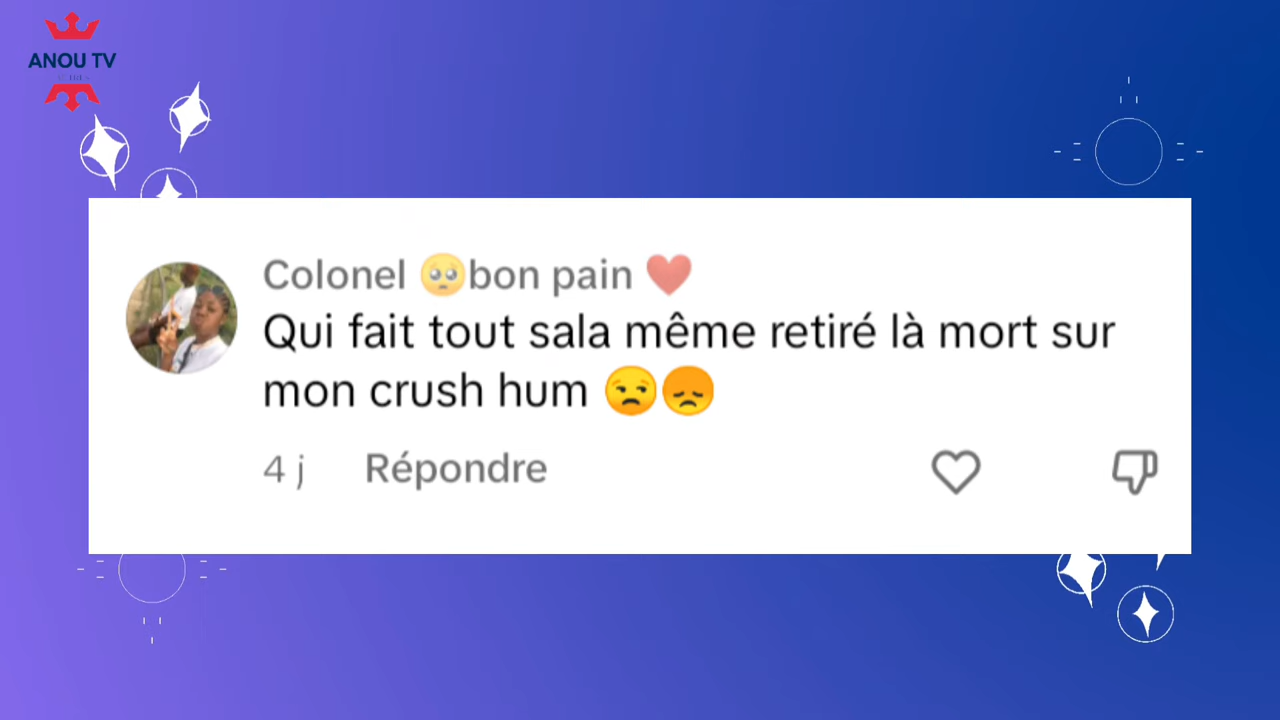 ANOU TV
Colonel 🥺bon pain ❤️
Qui fait tout sala même retiré là mort sur
mon crush hum 😒😞
4 j Répondre